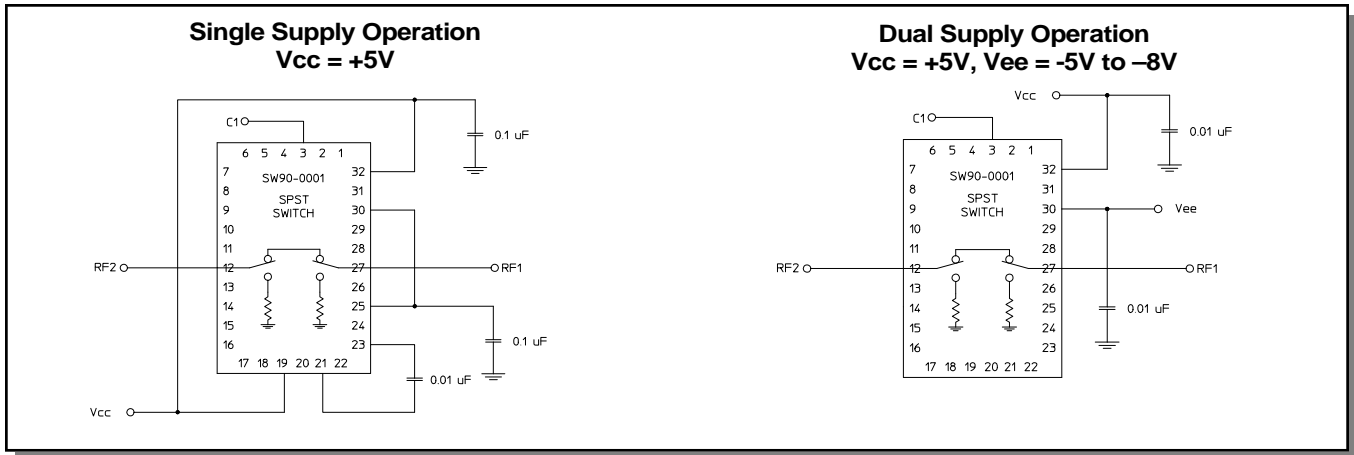 Single Supply Operation
Vcc = +5V
C1
0.1 uF
6 5 4 3 2 1
7
8
9
10
11
12
13
14
15
16
SW90-0001
SPST
SWITCH
32
31
30
29
28
27
26
25
24
23
17 18 19 20 21 22
RF2
RF1
0.1 uF
0.01 uF
Vcc
Dual Supply Operation
Vcc = +5V, Vee = -5V to –8V
Vcc
C1
0.01 uF
6 5 4 3 2 1
7
8
9
10
11
12
13
14
15
16
SW90-0001
SPST
SWITCH
32
31
30
29
28
27
26
25
24
23
17 18 19 20 21 22
Vee
RF2
RF1
0.01 uF